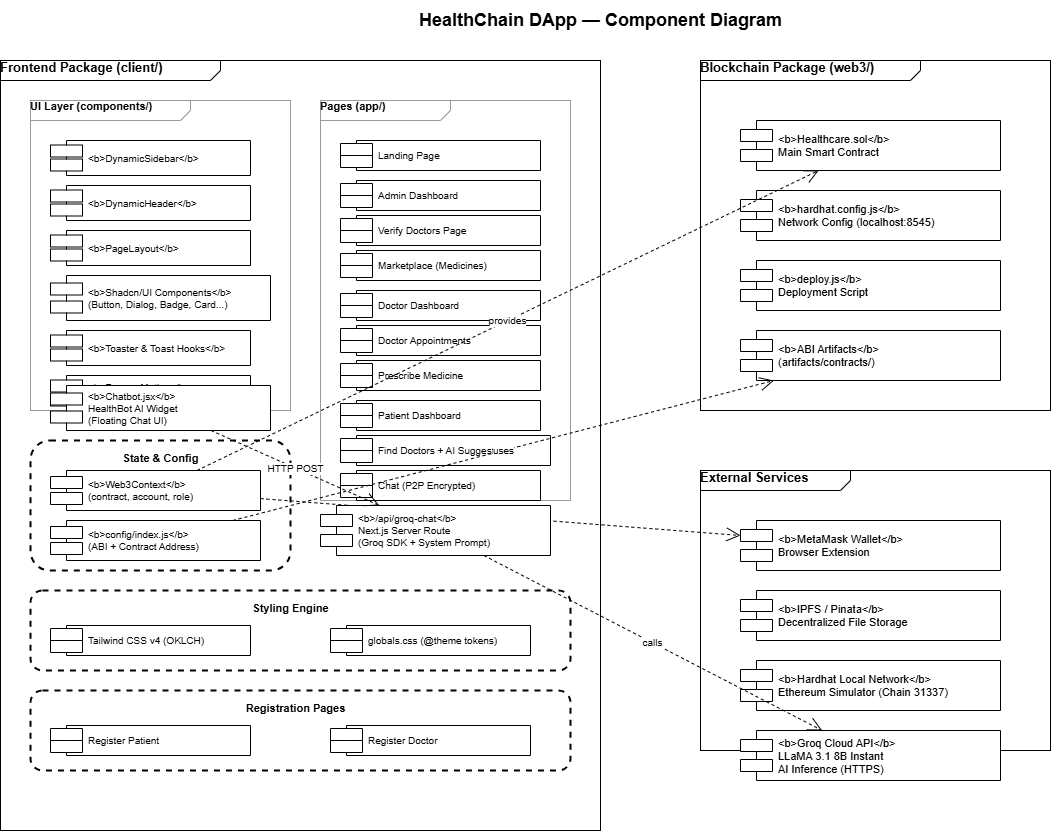 HealthChain DApp — Component Diagram
Frontend Package (client/)
UI Layer (components/)
<b>DynamicSidebar</b>
<b>DynamicHeader</b>
<b>PageLayout</b>
<b>Shadcn/UI Components</b>
(Button, Dialog, Badge, Card...)
<b>Toaster & Toast Hooks</b>
<b>Chatbot.jsx</b>
HealthBot AI Widget
(Floating Chat UI)
Pages (app/)
Landing Page
Admin Dashboard
Verify Doctors Page
Marketplace (Medicines)
Doctor Dashboard
provides
Doctor Appointments
Prescribe Medicine
Patient Dashboard
Find Doctors + AI
Chat (P2P Encrypted)
HTTP POST
<b>/api/groq-chat</b>
Next.js Server Route
(Groq SDK + System Prompt)
State & Config
<b>Web3Context</b>
(contract, account, role)
<b>config/index.js</b>
(ABI + Contract Address)
Styling Engine
Tailwind CSS v4 (OKLCH)
globals.css (@theme tokens)
Registration Pages
Register Patient
Register Doctor
Blockchain Package (web3/)
<b>Healthcare.sol</b>
Main Smart Contract
<b>hardhat.config.js</b>
Network Config (localhost:8545)
<b>deploy.js</b>
Deployment Script
<b>ABI Artifacts</b>
(artifacts/contracts/)
External Services
<b>MetaMask Wallet</b>
Browser Extension
<b>IPFS / Pinata</b>
Decentralized File Storage
calls
<b>Hardhat Local Network</b>
Ethereum Simulator (Chain 31337)
<b>Groq Cloud API</b>
LLaMA 3.1 8B Instant
AI Inference (HTTPS)